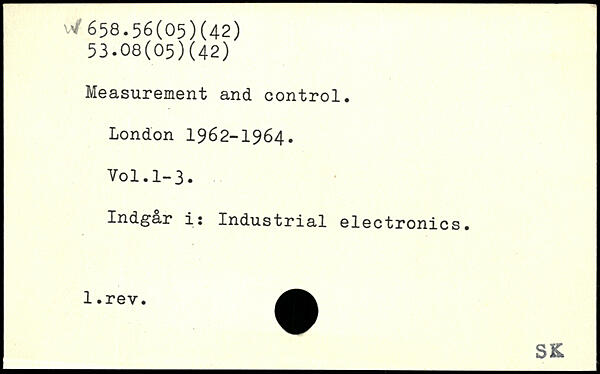 658.56(05)(42)
53.08(05)(42)
Measurement and control.
London 1962-1964.
Vol.1-3.
Indgår i: Industrial electronics.
1.rev.
SK